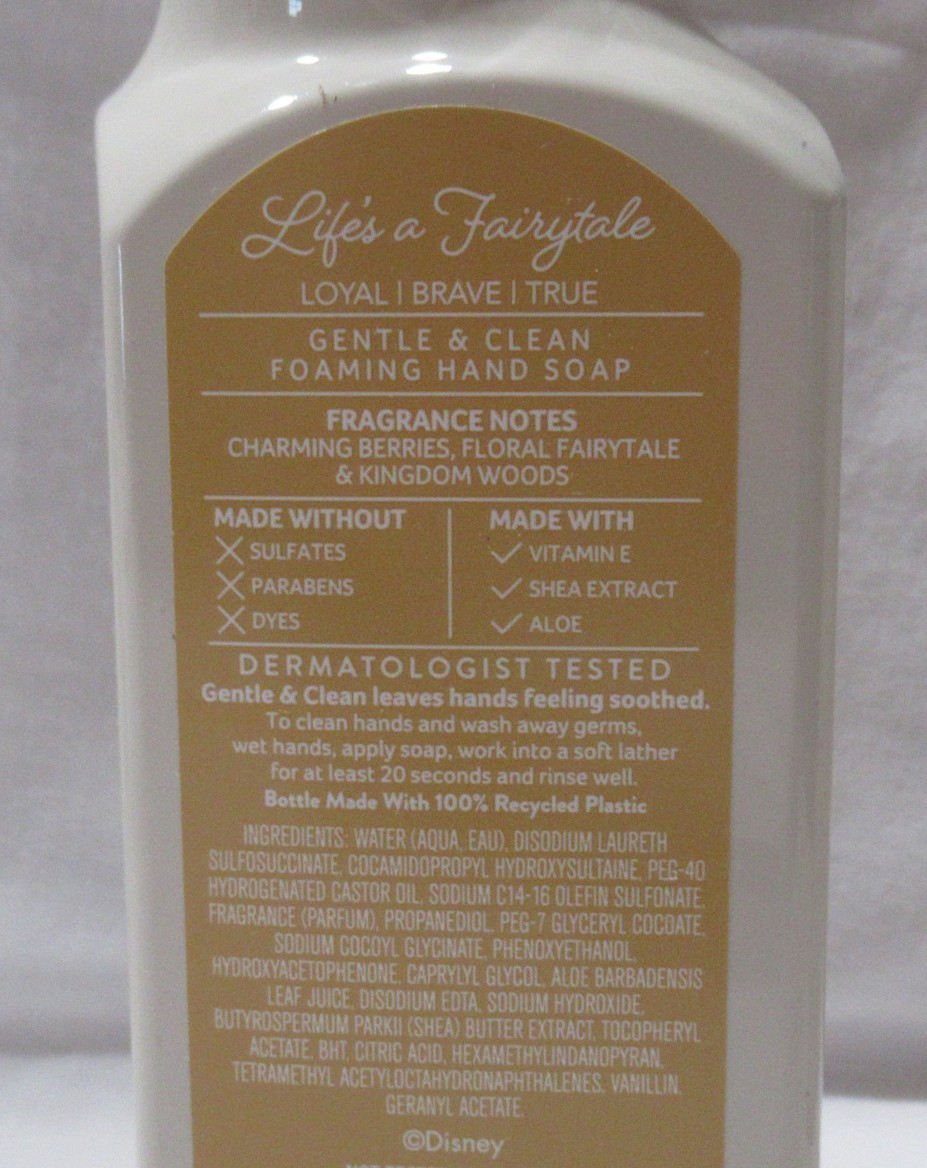 Life's a Fairytale
LOYAL | BRAVE | TRUE
GENTLE & CLEAN
FOAMING HAND SOAP
FRAGRANCE NOTES
CHARMING BERRIES, FLORAL FAIRYTALE
& KINGDOM WOODS
MADE WITHOUT
SULFATES
PARABENS
DYES
MADE WITH
VITAMIN E
SHEA EXTRACT
ALOE
DERMATOLOGIST TESTED
Gentle & Clean leaves hands feeling soothed.
To clean hands and wash away germs,
wet hands, apply soap, work into a soft lather
for at least 20 seconds and rinse well.
Bottle Made With 100% Recycled Plastic
INGREDIENTS: WATER (AQUA, EAU), DISODIUM LAURETH
SULFOSUCCINATE, COCAMIDOPROPYL HYDROXYSULTAINE, PEG-40
HYDROGENATED CASTOR OIL, SODIUM C14-16 OLEFIN SULFONATE,
FRAGRANCE (PARFUM), PROPANEDIOL, PEG-7 GLYCERYL COCOATE,
SODIUM COCOYL GLYCINATE, PHENOXYETHANOL,
HYDROXYACETOPHENONE, CAPRYLYL GLYCOL, ALOE BARBADENSIS
LEAF JUICE, DISODIUM EDTA, SODIUM HYDROXIDE,
BUTYROSPERMUM PARKII (SHEA) BUTTER EXTRACT, TOCOPHERYL
ACETATE, BHT, CITRIC ACID, HEXAMETHYLINDANOPYRAN,
TETRAMETHYL ACETYLOCTAHYDRONAPHTHALENES, VANILLIN,
GERANYL ACETATE.
©Disney